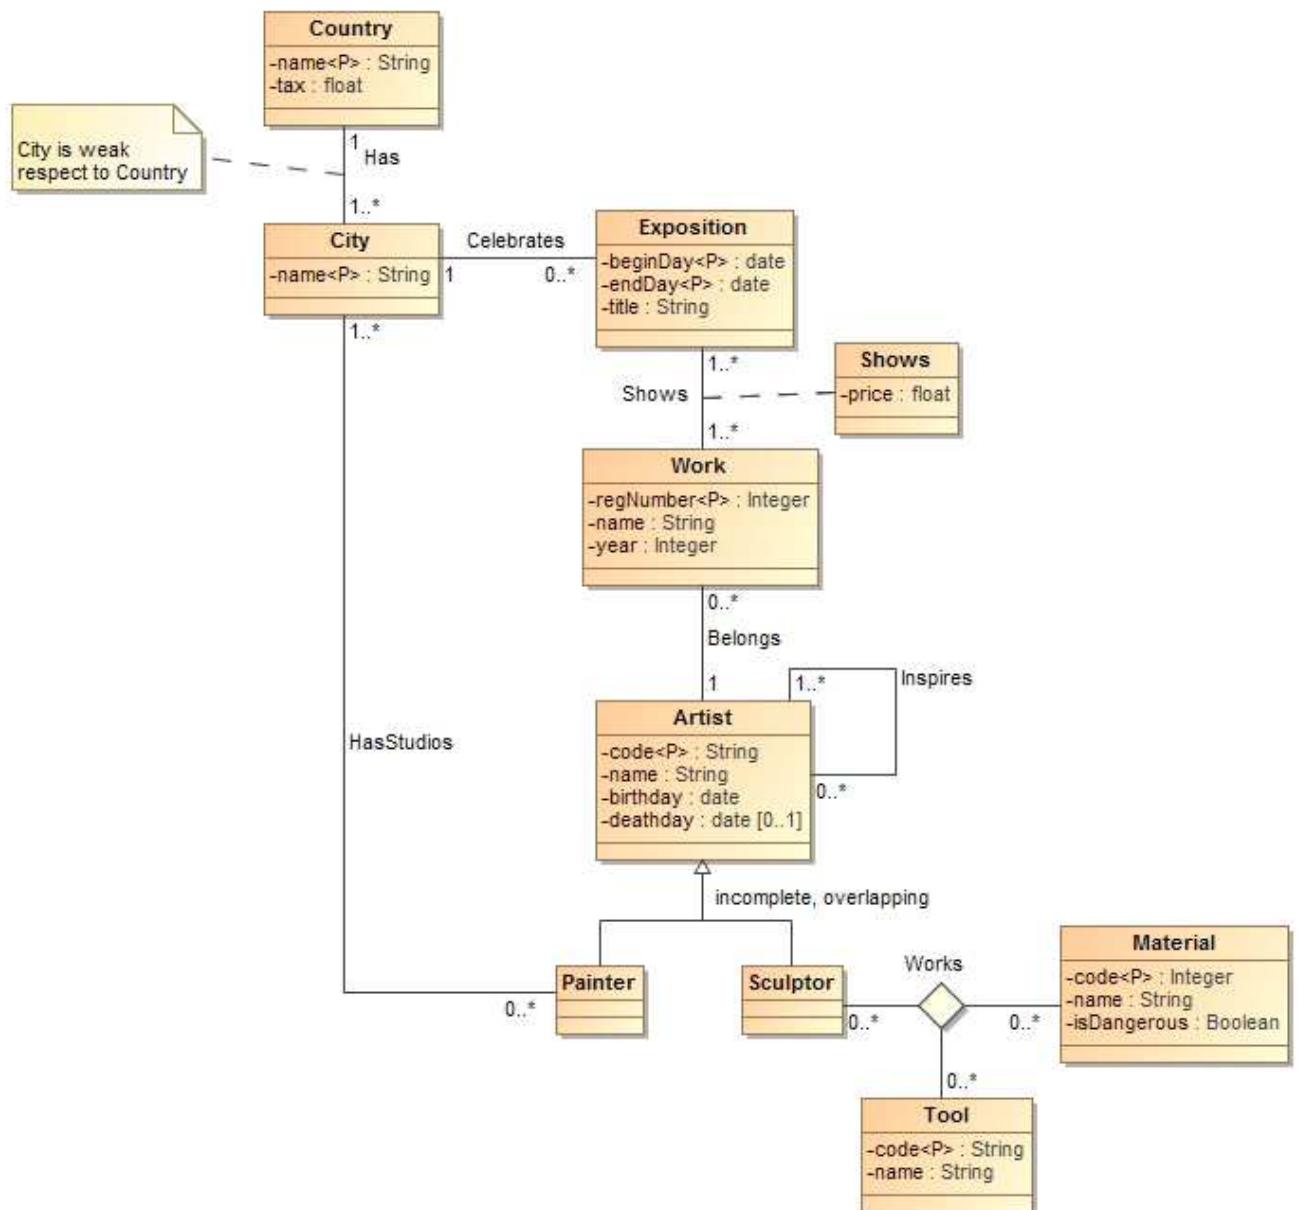 Country
-name<P> : String
-tax : float
City is weak
respect to Country
1
Has
1..*
City
-name<P> : String
Celebrates
1
0..*
Exposition
-beginDay<P> : date
-endDay<P> : date
-title : String
1..*
1..*
Shows
Shows
-price : float
1..*
Work
-regNumber<P> : Integer
-name : String
-year : Integer
0..*
Belongs
1
1..*
Inspires
Artist
-code<P> : String
-name : String
-birthday : date
-deathday : date [0..1]
0..*
HasStudios
incomplete, overlapping
Painter
0..*
Sculptor
0..*
Works
0..*
Material
-code<P> : Integer
-name : String
-isDangerous : Boolean
0..*
Tool
-code<P> : String
-name : String